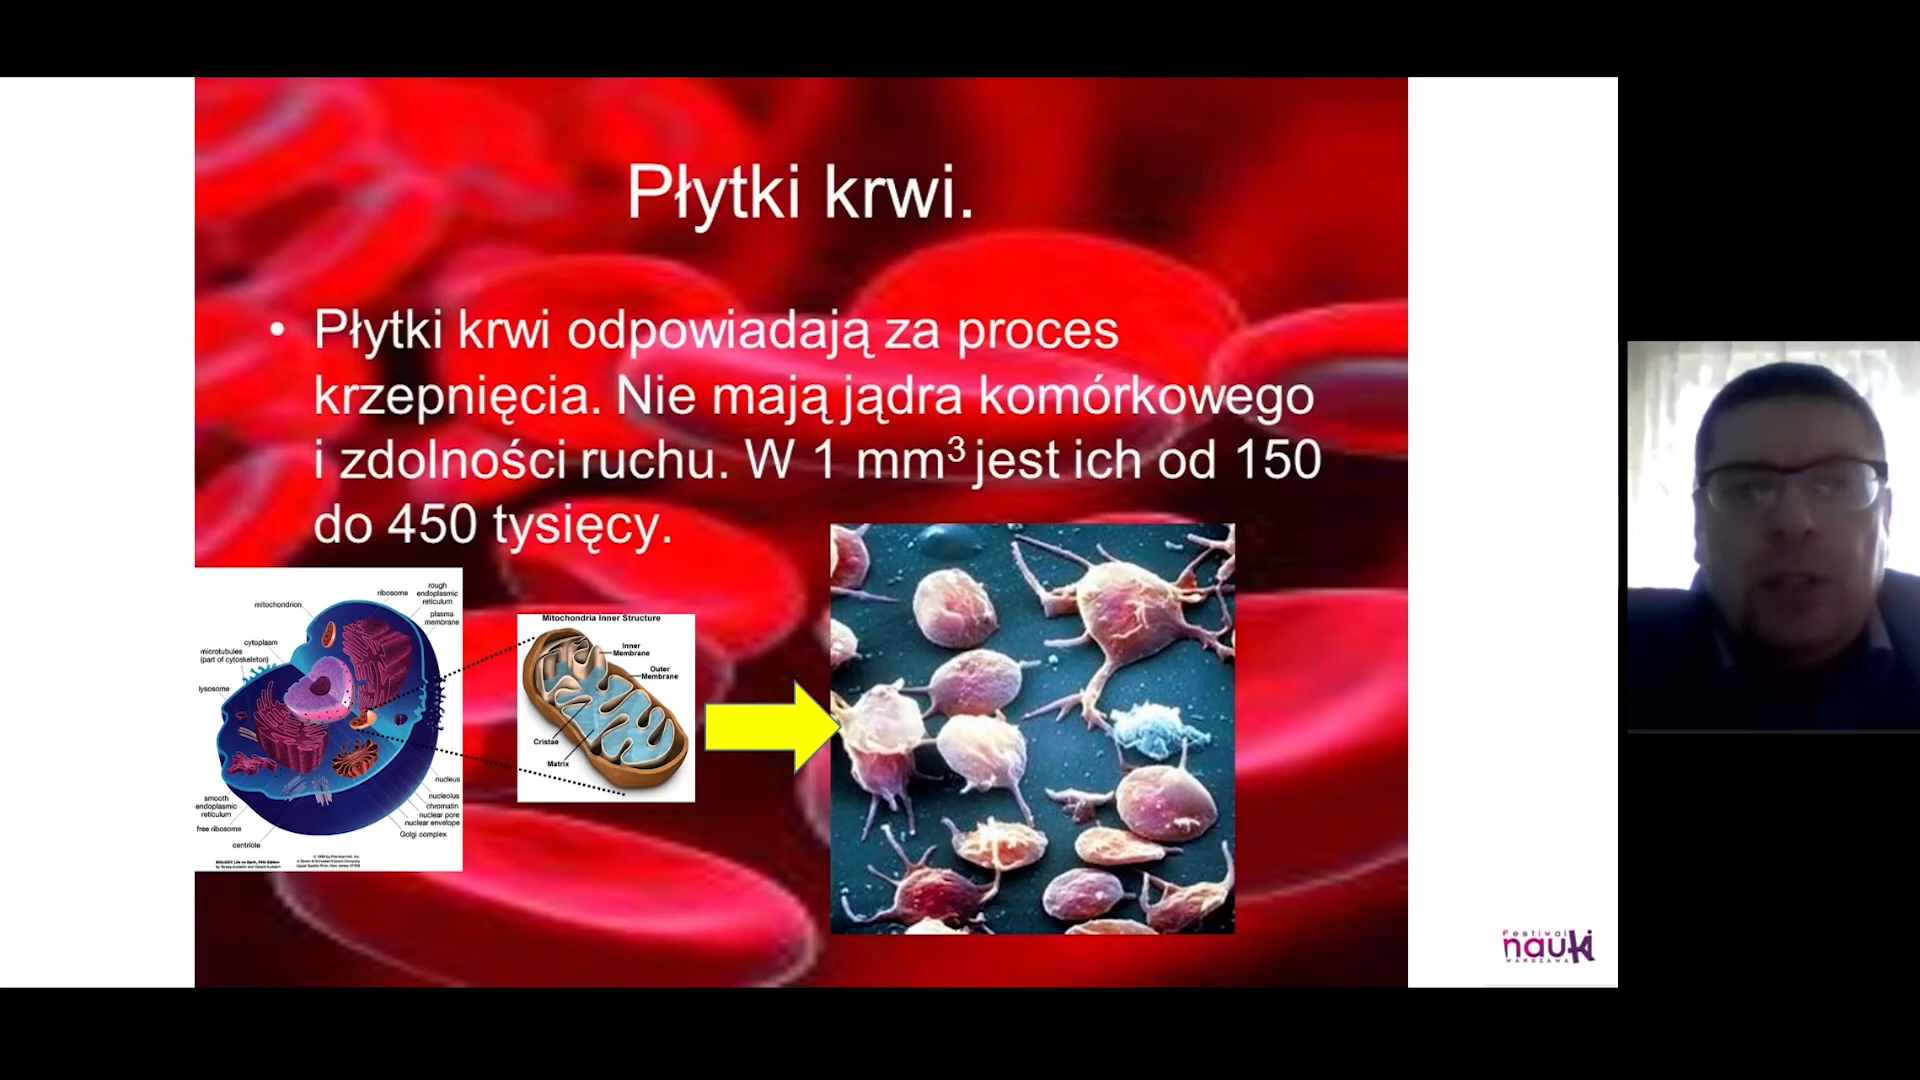 Płytki krwi.
• Płytki krwi odpowiadają za proces
krzepnięcia. Nie mają jądra komórkowego
i zdolności ruchu. W 1 mm³ jest ich od 150
do 450 tysięcy.
ribosome
rough
endoplasmic
reticulum
mitochondrion
plasma
membrane
cytoplasm
microtubules
(part of cytoskeleton)
lysosome
nucleus
nucleolus
chromatin
nuclear pore
nuclear envelope
Golgi complex
smooth
endoplasmic
reticulum
free ribosome
centriole
Mitochondria Inner Structure
Inner
Membrane
Outer
Membrane
Cristae
Matrix
Festiwal
nauki
WARSZAWA